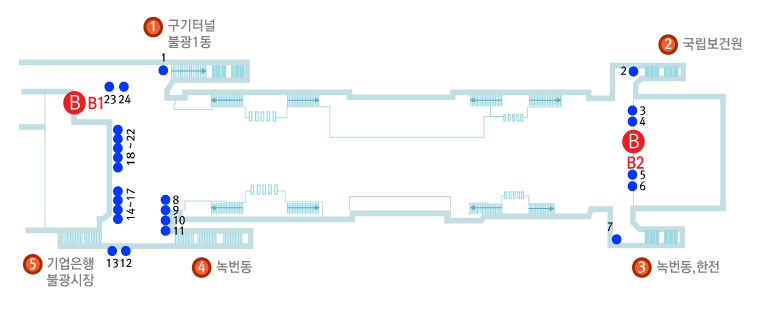 1 구기터널
불광1동
2 국립보건원
1
2
23 24
B B1
3
4
B
B2
18 ~22
5
6
14~17
8
9
10
11
7
13 12
5 기업은행
불광시장
4 녹번동
3 녹번동,한전